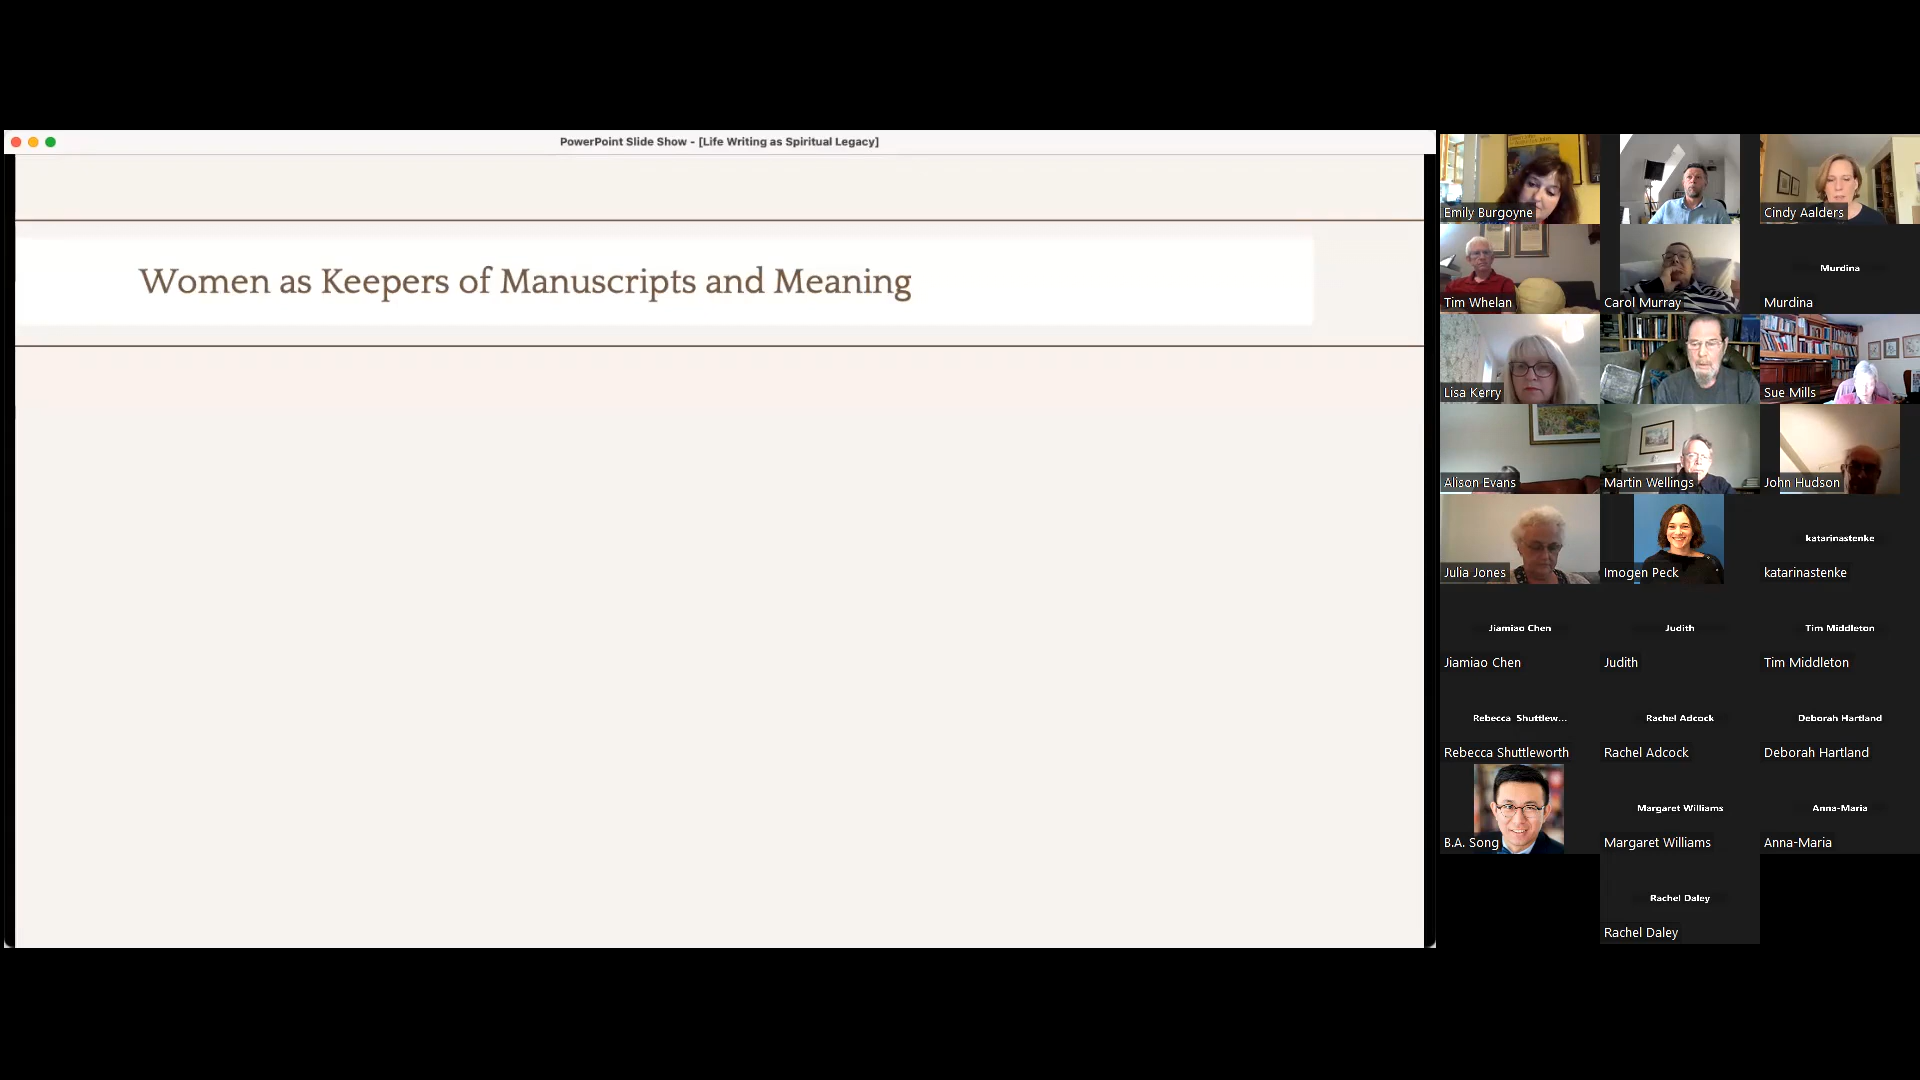 PowerPoint Slide Show - [Life Writing as Spiritual Legacy]
Women as Keepers of Manuscripts and Meaning
Emily Burgoyne
Cindy Aalders
Tim Whelan
Carol Murray
Murdina
Murdina
Lisa Kerry
Sue Mills
Alison Evans
Martin Wellings
John Hudson
Julia Jones
Imogen Peck
katarinastenke
katarinastenke
Jiamiao Chen
Judith
Tim Middleton
Jiamiao Chen
Judith
Tim Middleton
Rebecca Shuttlew...
Rachel Adcock
Deborah Hartland
Rebecca Shuttleworth
Rachel Adcock
Deborah Hartland
Margaret Williams
Anna-Maria
B.A. Song
Margaret Williams
Anna-Maria
Rachel Daley
Rachel Daley